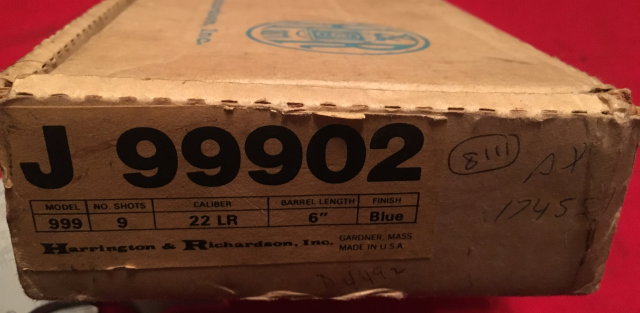 Inc.
J 99902
MODEL NO. SHOTS CALIBER BARREL LENGTH FINISH
999 9 22 LR 6" Blue
Harrington & Richardson, Inc. GARDNER, MASS
MADE IN U.S.A.
8111